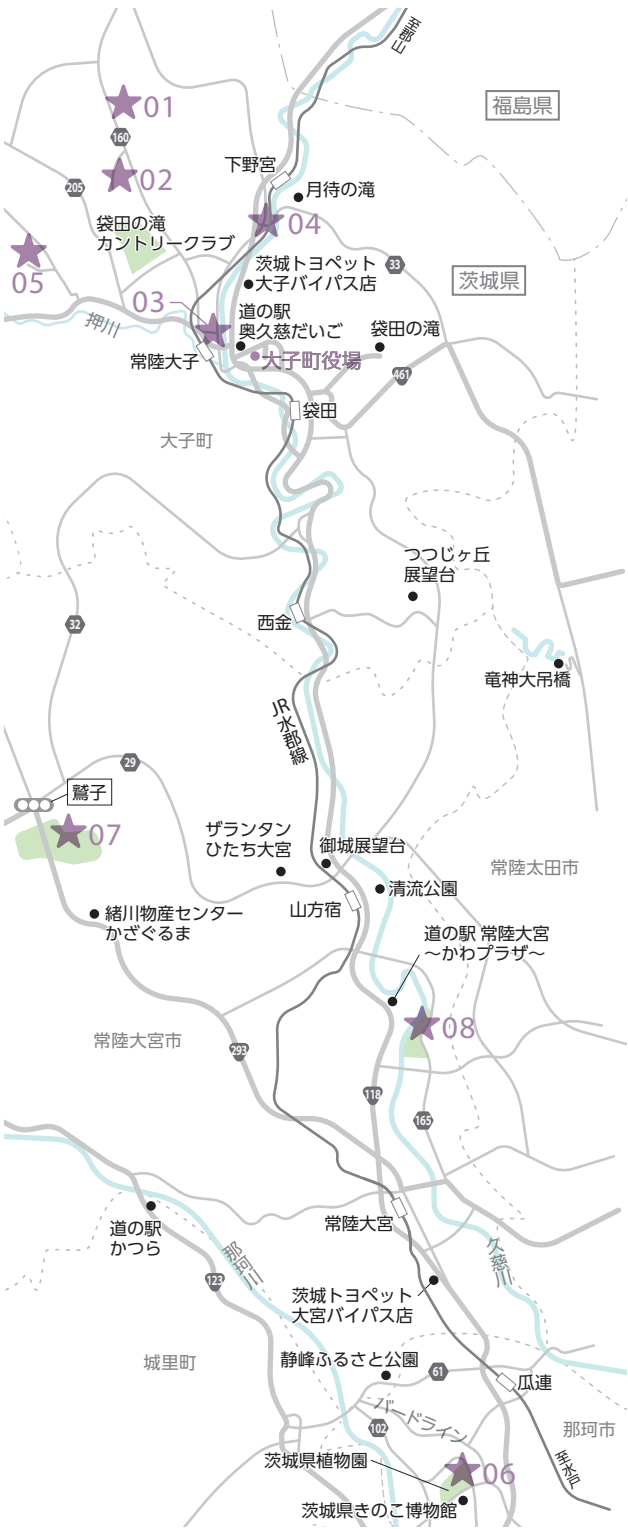 至郡山
01
福島県
160
下野宮
02
205
月待の滝
袋田の滝
カントリークラブ
04
茨城トヨペット
大子バイパス店
33
茨城県
05
03
道の駅
奥久慈だいご
袋田の滝
押川
常陸大子
大子町役場
461
袋田
大子町
つつじヶ丘
展望台
32
西金
竜神大吊橋
JR水郡線
29
鷲子
07
ザランタン
ひたち大宮
御城展望台
常陸太田市
清流公園
緒川物産センター
かざぐるま
山方宿
道の駅 常陸大宮
～かわプラザ～
08
常陸大宮市
293
118
165
道の駅
かつら
常陸大宮
那珂川
久慈川
123
茨城トヨペット
大宮バイパス店
城里町
静峰ふるさと公園
61
瓜連
バードライン
102
那珂市
茨城県植物園
06
至水戸
茨城県きのこ博物館